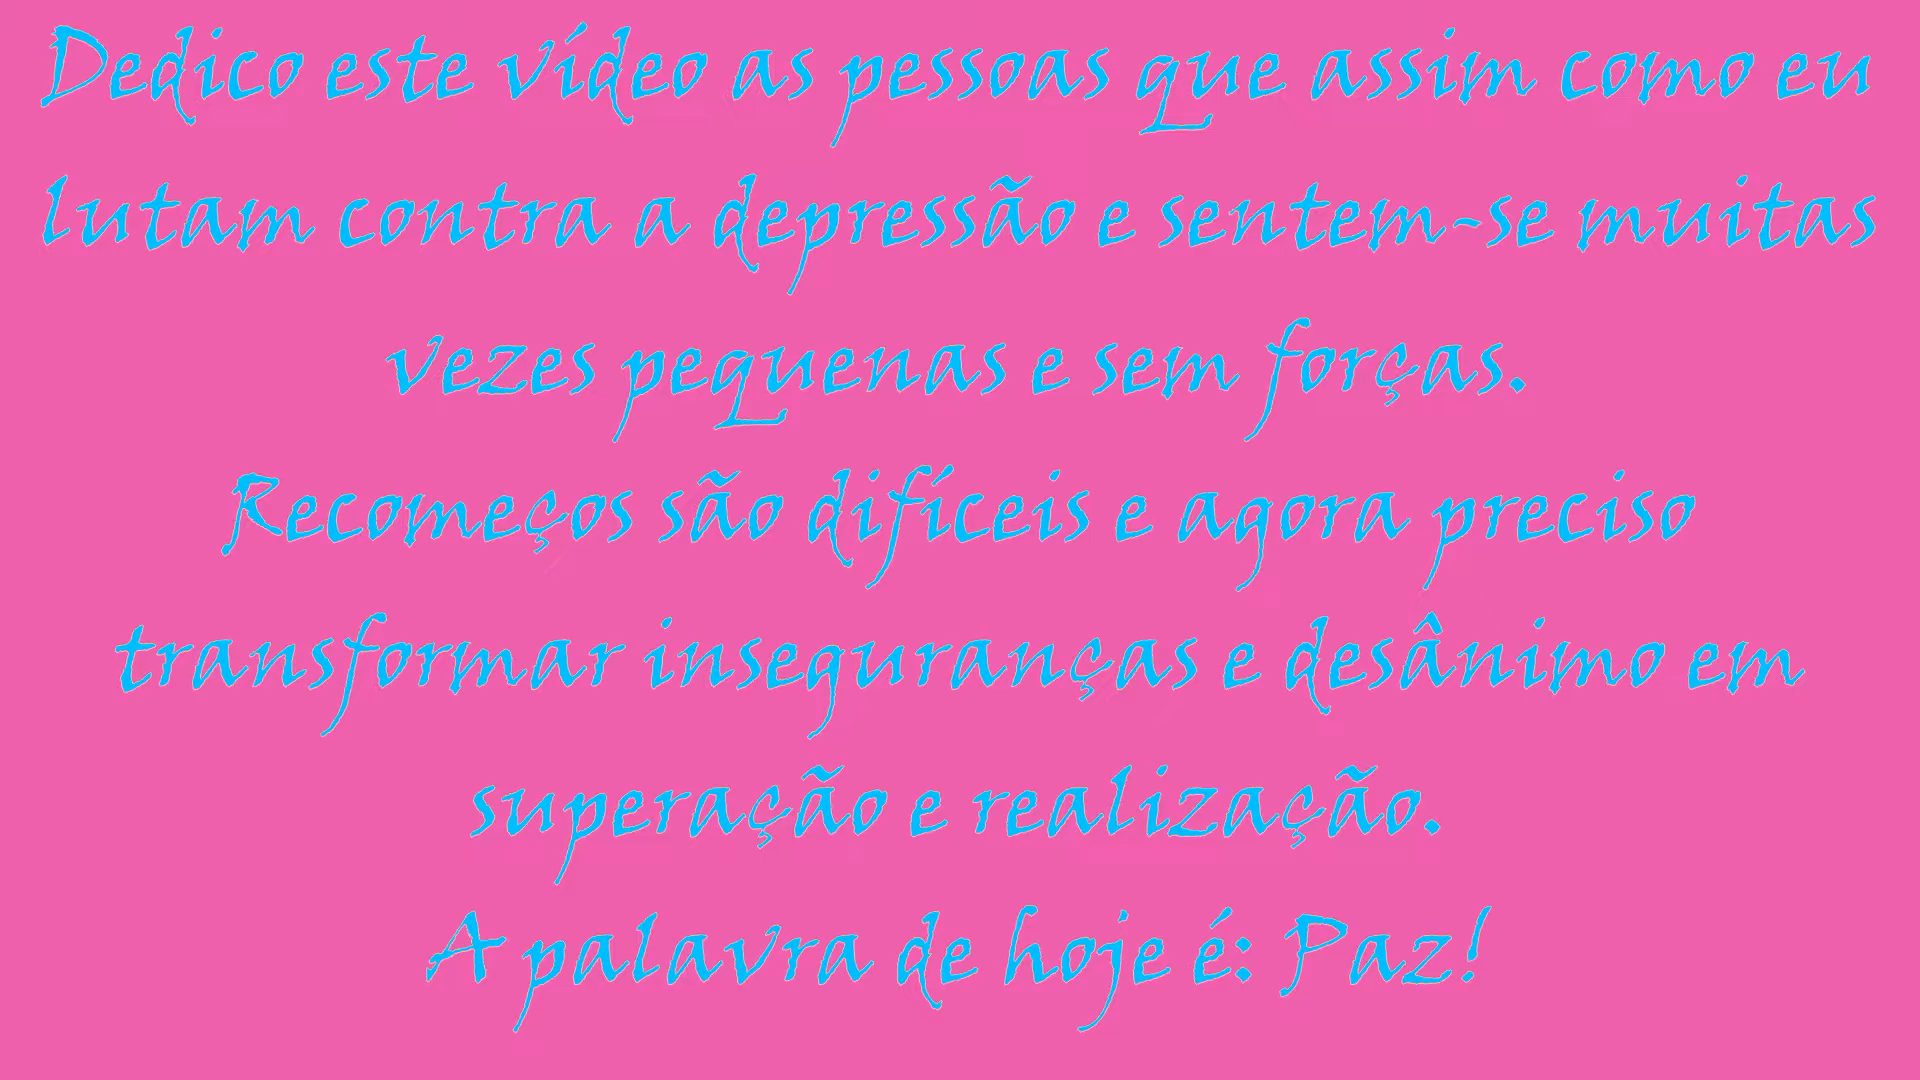 Dedico este vídeo as pessoas que assim como eu
lutam contra a depressão e sentem-se muitas
vezes pequenas e sem forças.
Recomeços são difíceis e agora preciso
transformar inseguranças e desânimo em
superação e realização.
A palavra de hoje é: Paz!